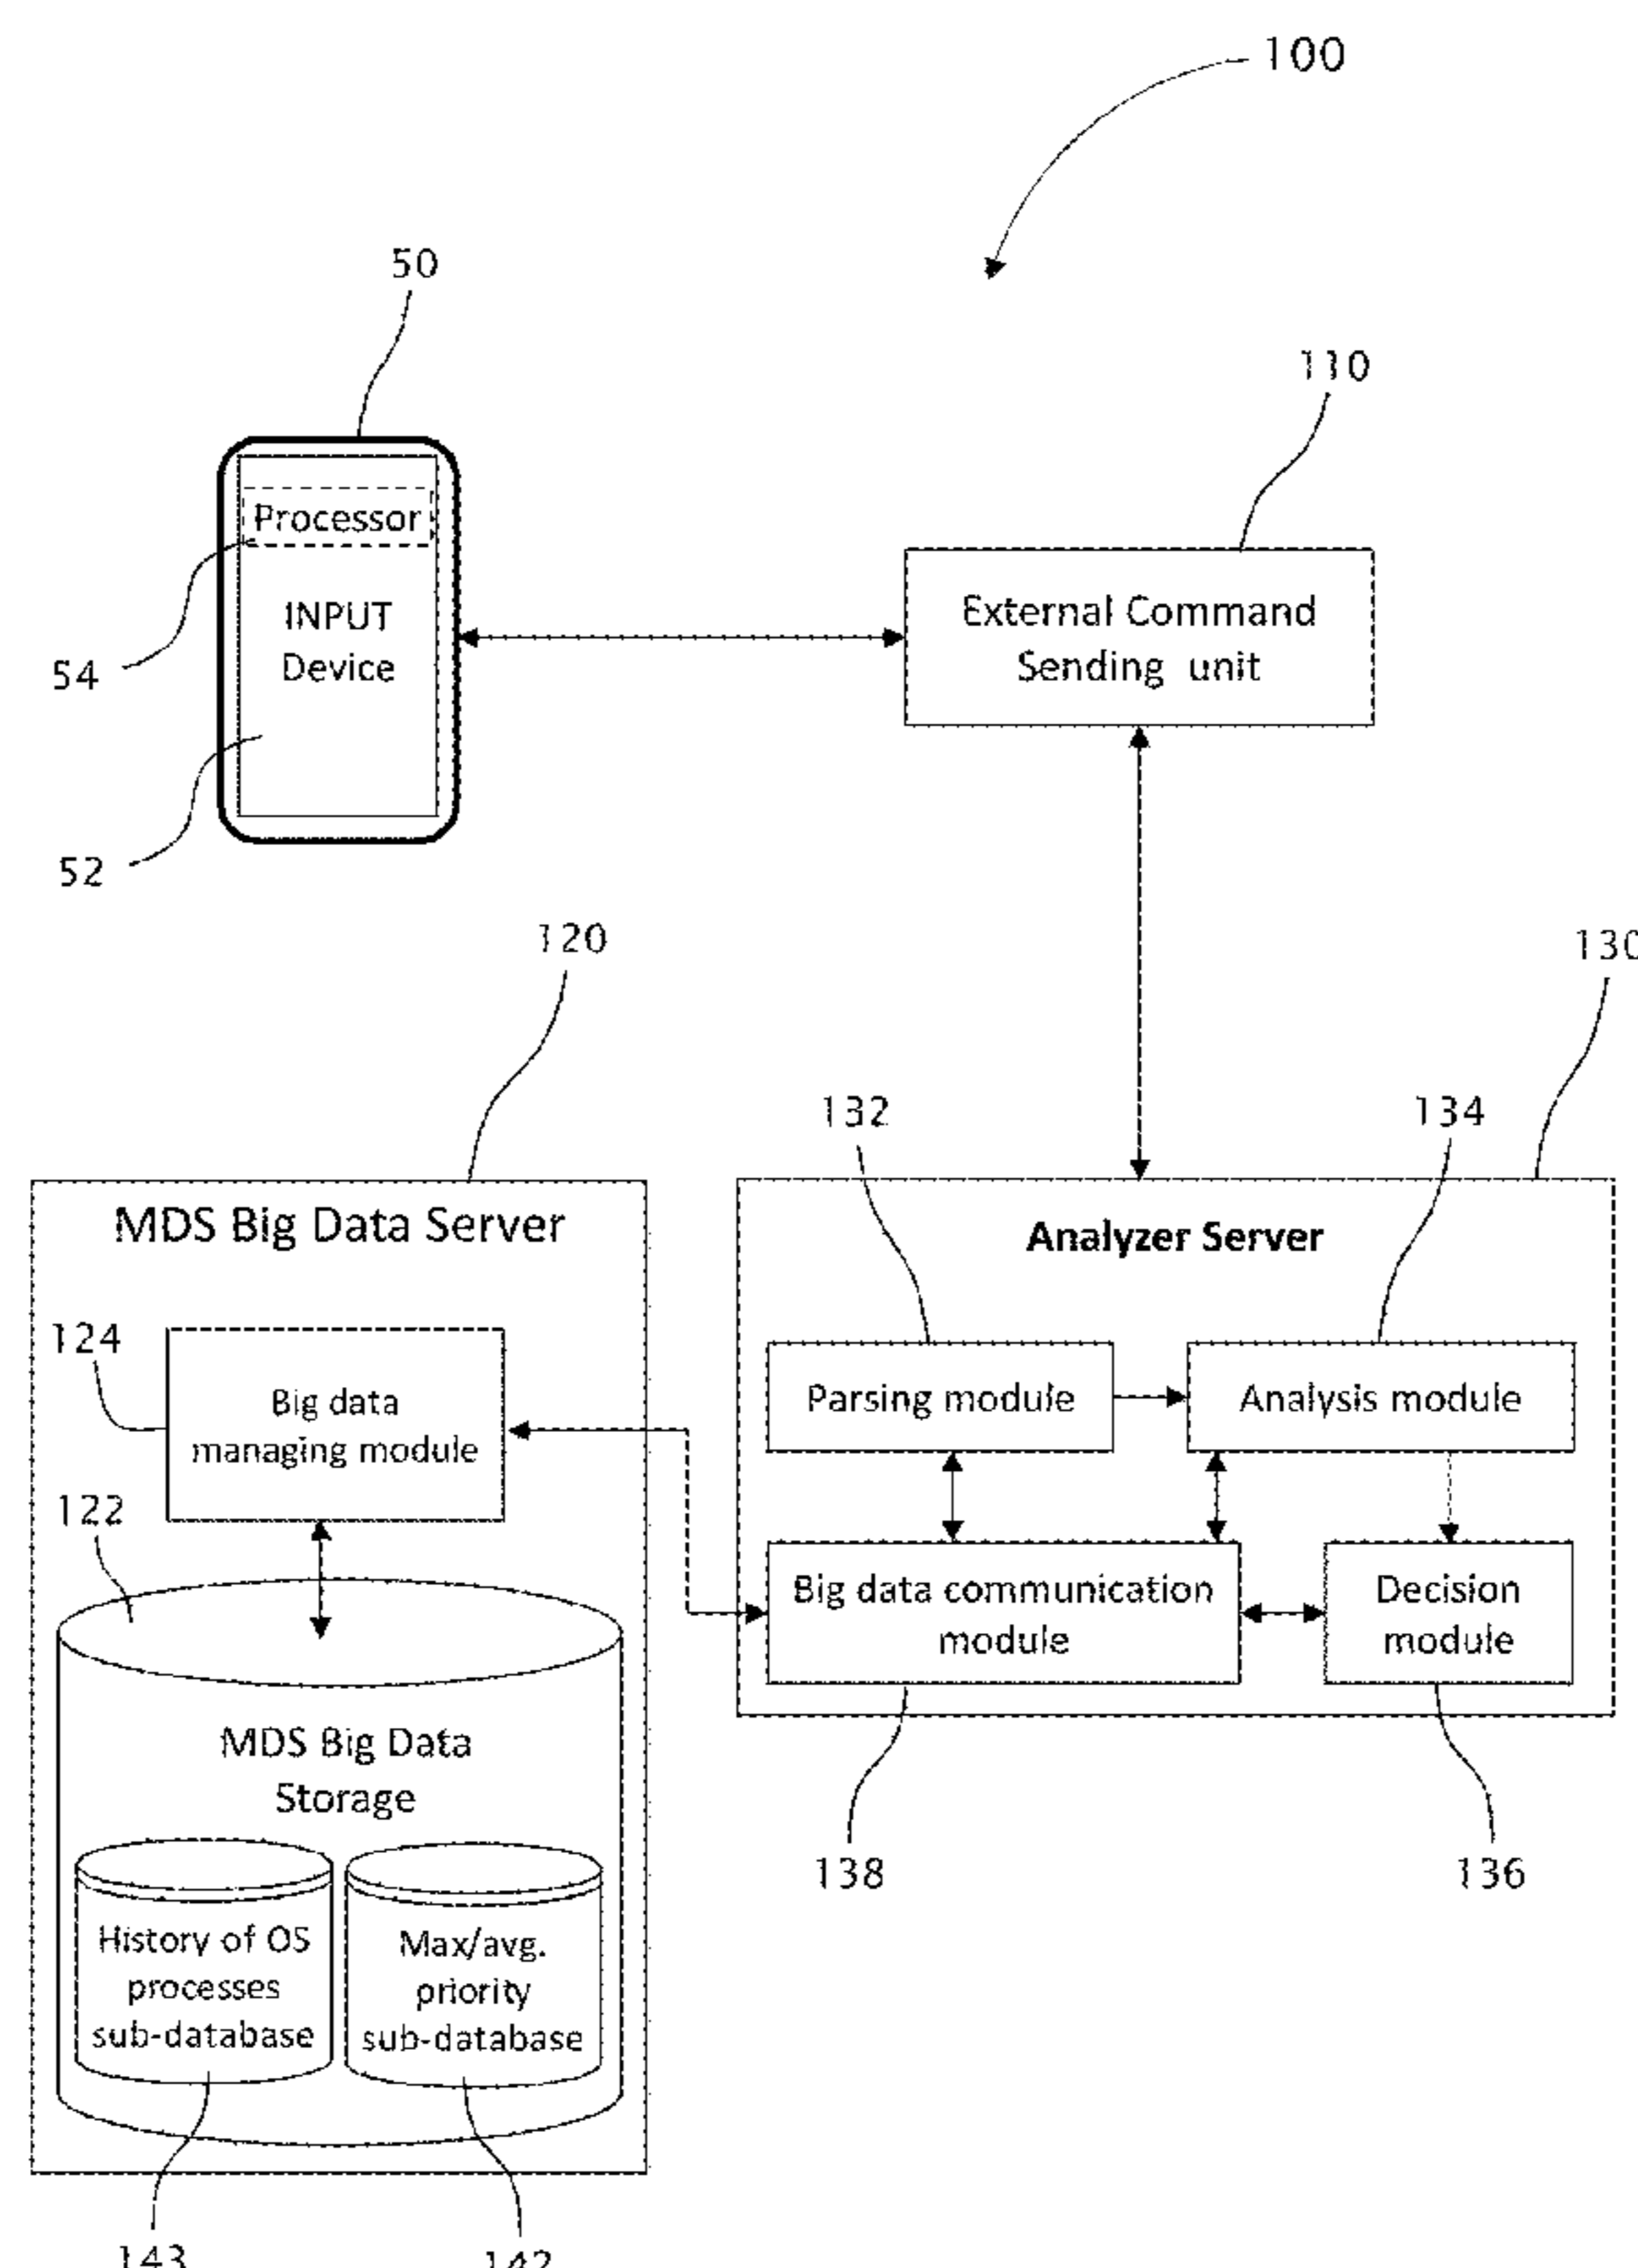 100
50
110
Processor
INPUT
Device
External Command
Sending unit
54
52
120
130
132
134
MDS Big Data Server
Analyzer Server
124
Big data
managing module
Parsing module
Analysis module
122
Big data communication
module
Decision
module
MDS Big Data
Storage
138
136
History of OS
processes
sub-database
Max/avg.
priority
sub-database
143
142